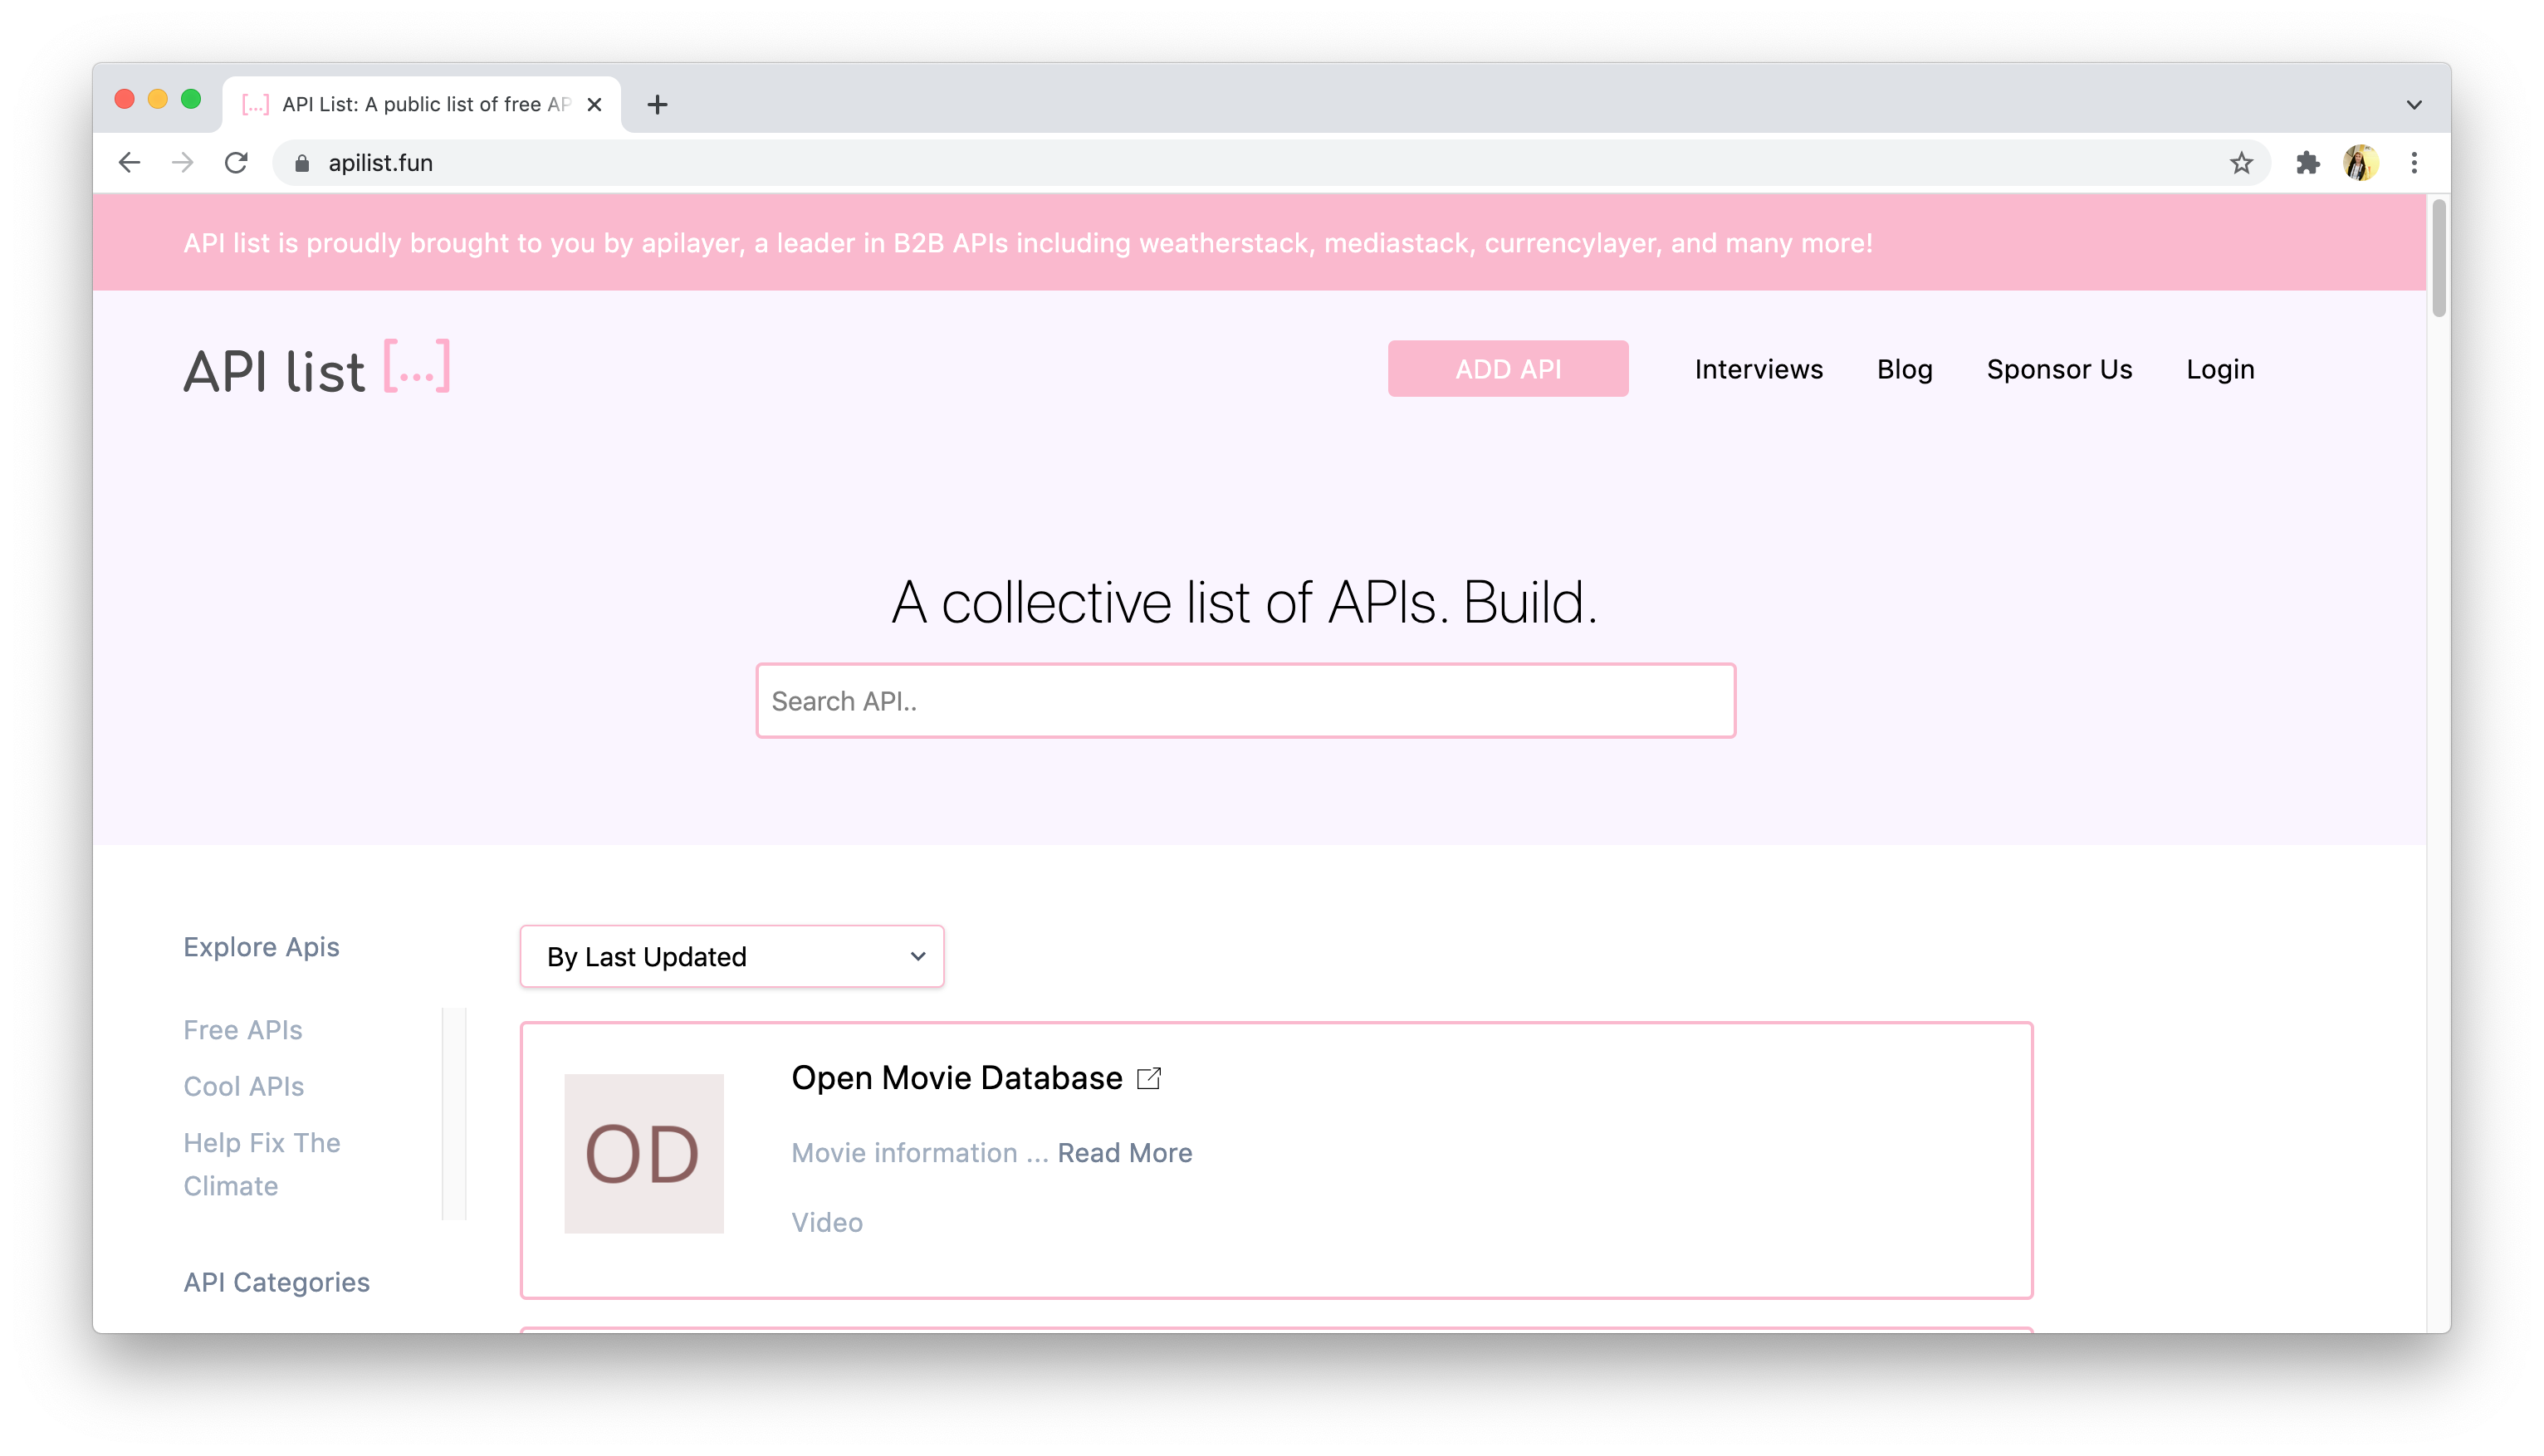 API List: A public list of free AP
apilist.fun
API list is proudly brought to you by apilayer, a leader in B2B APIs including weatherstack, mediastack, currencylayer, and many more!
API list [...]
ADD API
Interviews
Blog
Sponsor Us
Login
A collective list of APIs. Build.
Search API..
Explore Apis
Free APIs
Cool APIs
Help Fix The
Climate
API Categories
By Last Updated
OD
Open Movie Database
Movie information ... Read More
Video